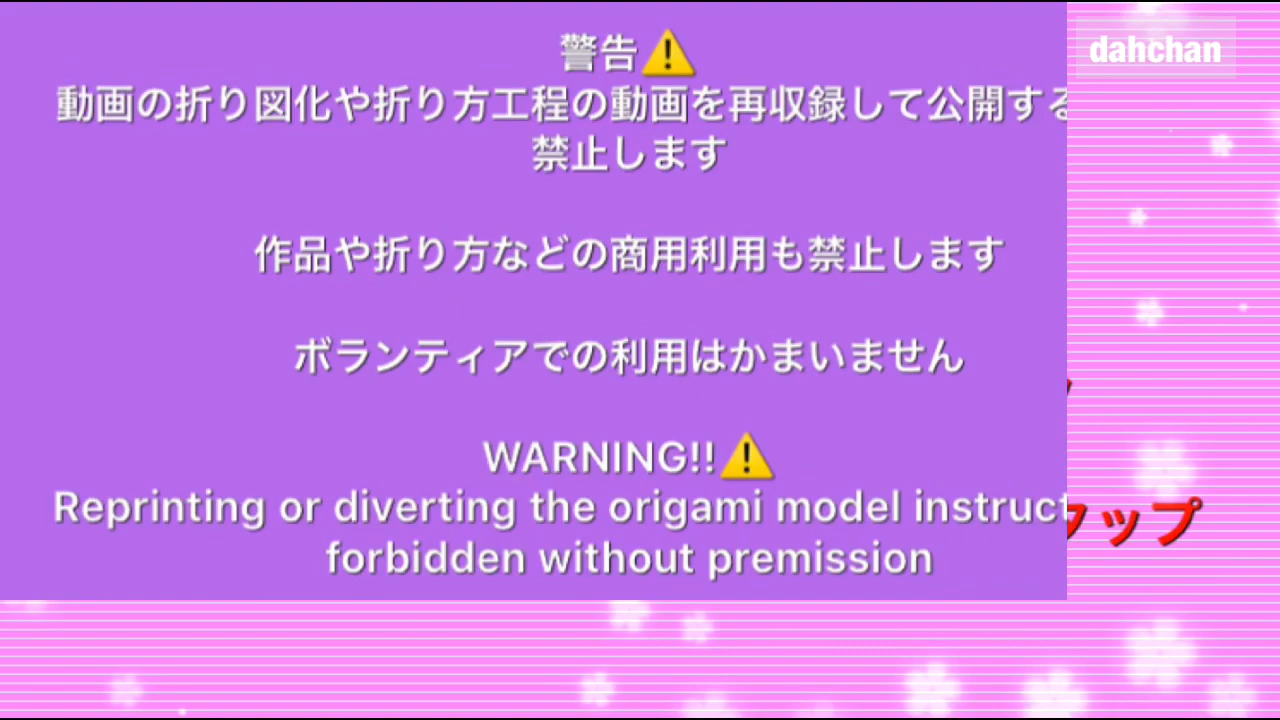 警告⚠️
dahchan
動画の折り図化や折り方工程の動画を再収録して公開する
禁止します
作品や折り方などの商用利用も禁止します
ボランティアでの利用はかまいません
WARNING!!⚠️
Reprinting or diverting the origami model instruct
ップ
forbidden without premission